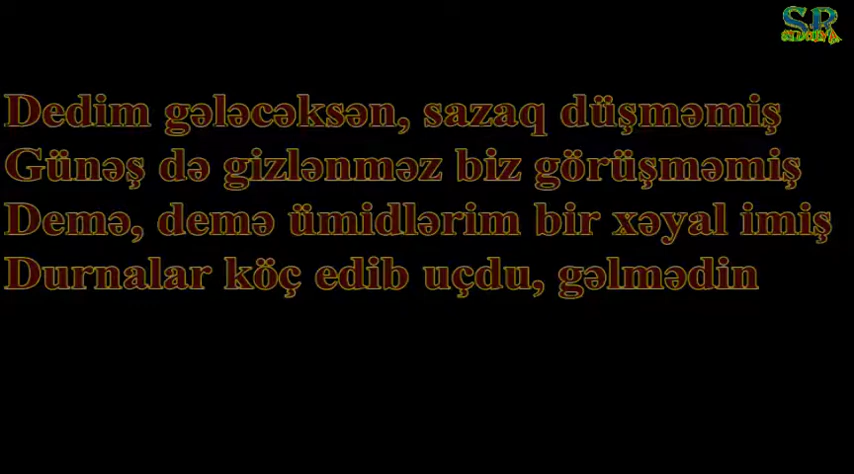 SR
Dedim gələcəksən, sazaq düşməmiş
Günəş də gizlənməz biz görüşməmiş
Demə, demə ümidlərim bir xəyal imiş
Durnalar köç edib uçdu, gəlmədin